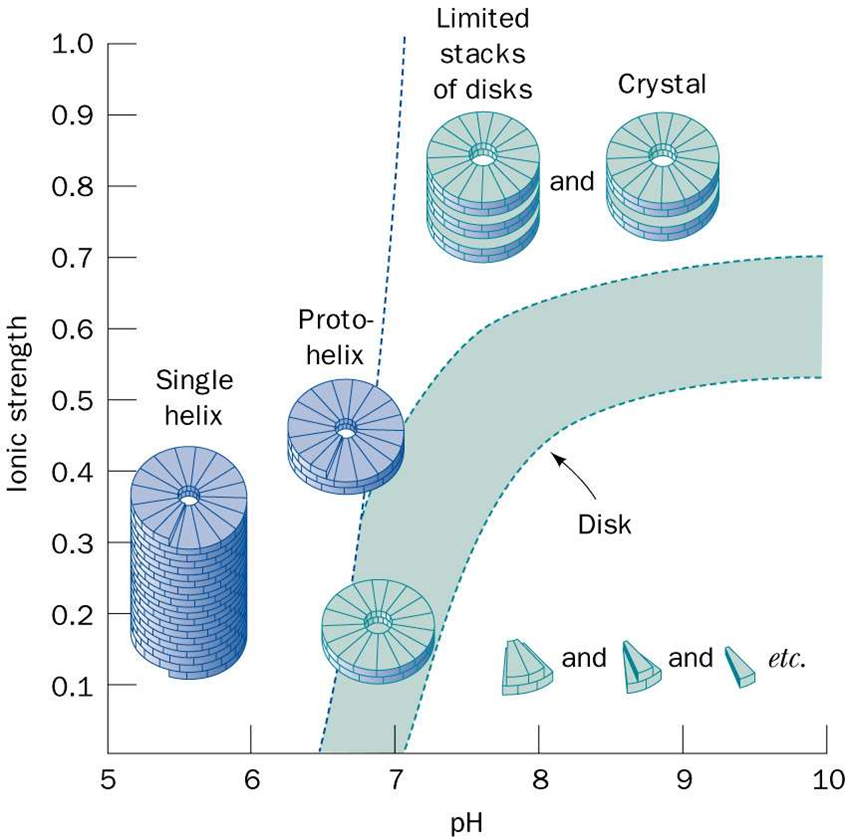 Limited
stacks
of disks
Crystal
and
1.0
0.9
0.8
0.7
0.6
0.5
0.4
0.3
0.2
0.1
Ionic strength
Proto-
helix
Single
helix
Disk
and and etc.
5 6 7 8 9 10
pH